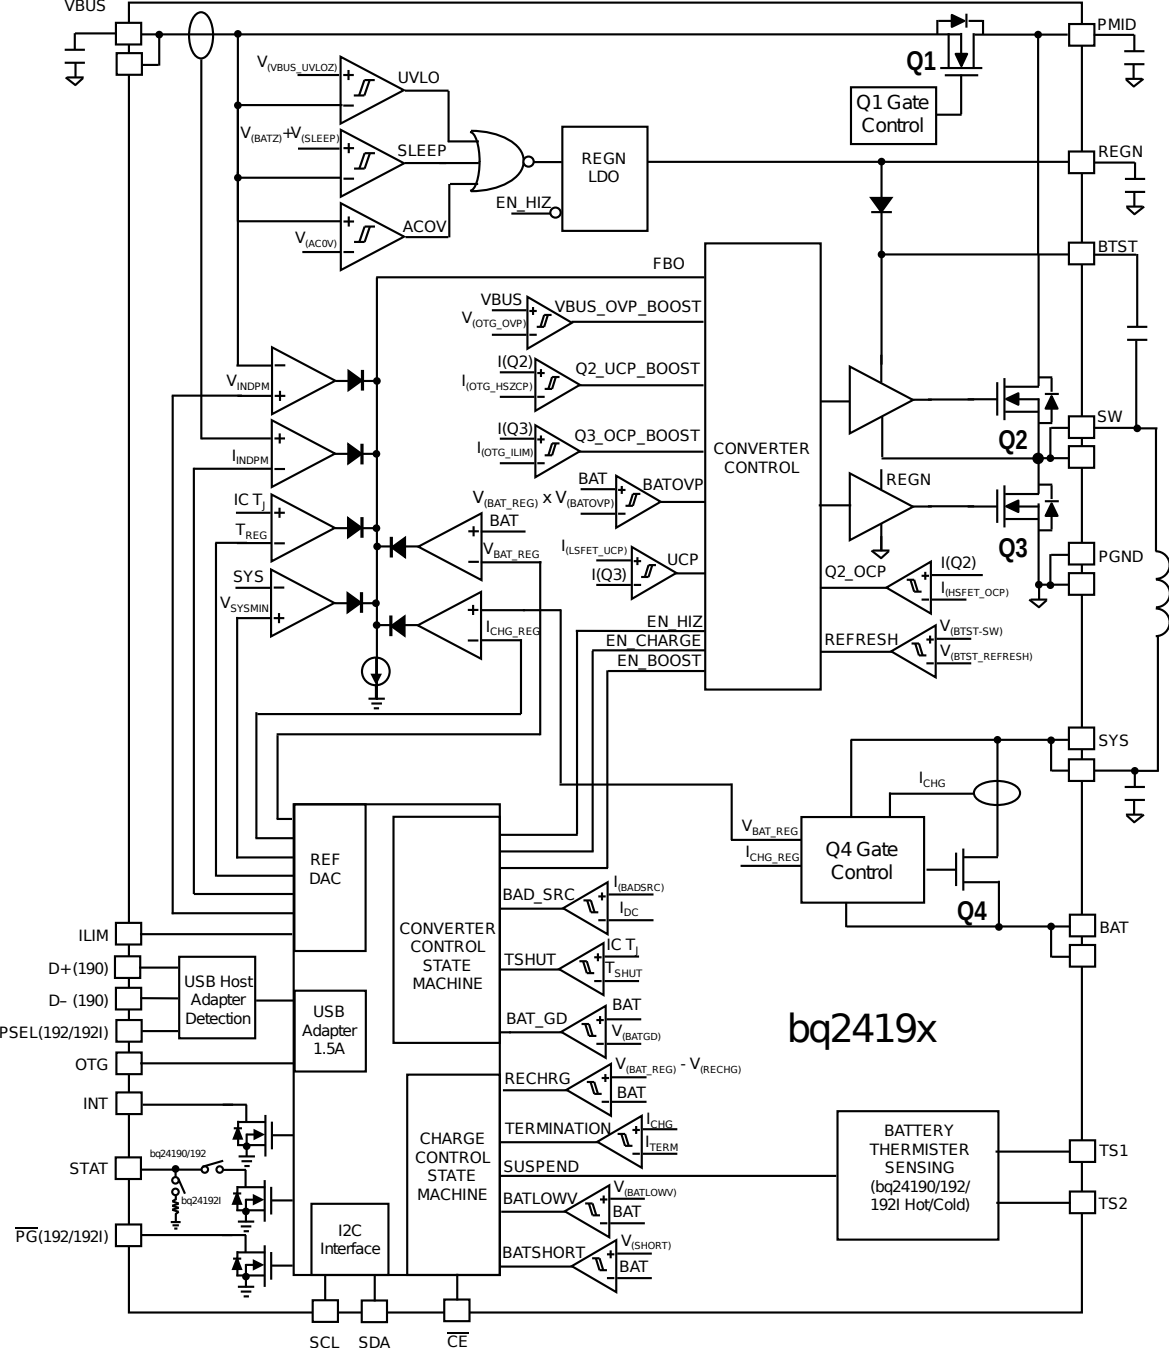 VBUS
PMID
V(VBUS_UVLOZ)
UVLO
Q1
Q1 Gate
Control
V(BATZ)+V(SLEEP)
SLEEP
REGN
LDO
REGN
EN_HIZ
ACOV
V(AC0V)
BTST
FBO
VBUS
V(OTG_OVP)
VBUS_OVP_BOOST
I(Q2)
I(OTG_HSZCP)
Q2_UCP_BOOST
VINDPM
I(Q3)
I(OTG_ILIM)
Q3_OCP_BOOST
CONVERTER
CONTROL
Q2
SW
IINDPM
BAT
V(BAT_REG) x V(BATOVP)
BATOVP
REGN
IC TJ
TREG
BAT
VBAT_REG
I(LSFET_UCP)
I(Q3)
UCP
Q3
PGND
Q2_OCP
I(Q2)
I(HSFET_OCP)
SYS
VSYSMIN
ICHG_REG
EN_HIZ
EN_CHARGE
EN_BOOST
REFRESH
V(BTST-SW)
V(BTST_REFRESH)
SYS
ICHG
VBAT_REG
ICHG_REG
Q4 Gate
Control
Q4
BAT
REF
DAC
CONVERTER
CONTROL
STATE
MACHINE
BAD_SRC
I(BADSRC)
IDC
TSHUT
IC TJ
TSHUT
BAT_GD
BAT
V(BATGD)
bq2419x
ILIM
D+(190)
D– (190)
PSEL(192/192I)
OTG
USB Host
Adapter
Detection
USB
Adapter
1.5A
RECHRG
V(BAT_REG) - V(RECHG)
BAT
INT
CHARGE
CONTROL
STATE
MACHINE
TERMINATION
ICHG
ITERM
BATTERY
THERMISTER
SENSING
(bq24190/192/
192I Hot/Cold)
TS1
TS2
STAT
bq24190/192
bq24192I
SUSPEND
BATLOWV
V(BATLOWV)
BAT
PG(192/192I)
I2C
Interface
BATSHORT
V(SHORT)
BAT
SCL
SDA
CE